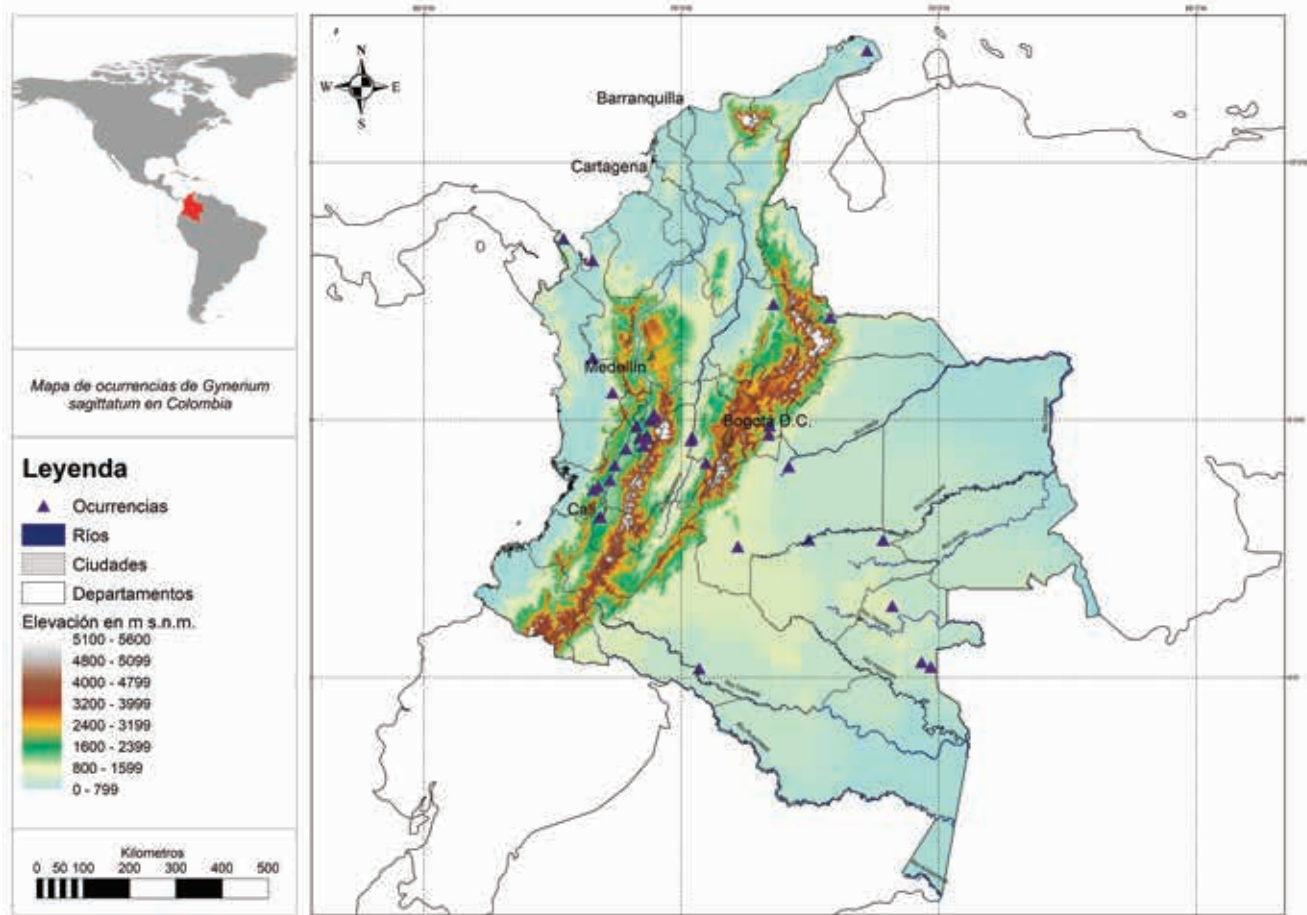 Mapa de ocurrencias de Gynerium
sagittatum en Colombia
Leyenda
Ocurrencias
Ríos
Ciudades
Departamentos
Elevación en m s.n.m.
5100 - 5600
4800 - 5099
4000 - 4799
3200 - 3999
2400 - 3199
1600 - 2399
800 - 1599
0 - 799
Kilometros
0 50 100 200 300 400 500
N
W E
S
Barranquilla
Cartagena
Medellín
Bogotá D.C.
Cali